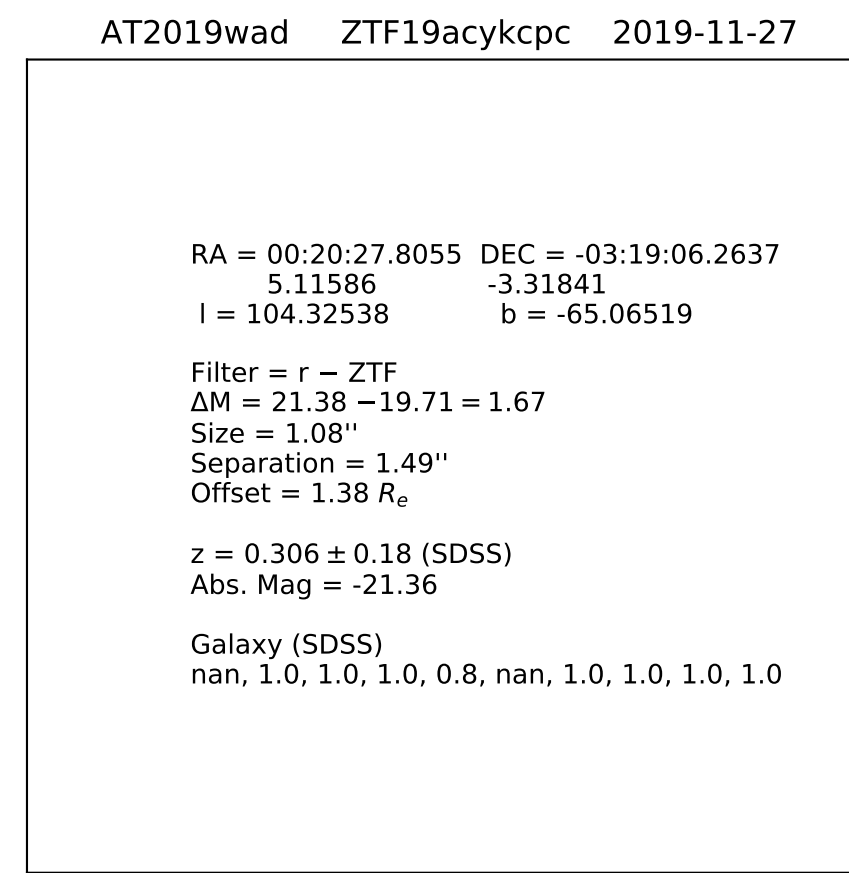 AT2019wad ZTF19acykcpc 2019-11-27
RA = 00:20:27.8055 DEC = -03:19:06.2637
5.11586 -3.31841
l = 104.32538 b = -65.06519
Filter = r − ZTF
ΔM = 21.38 −19.71 = 1.67
Size = 1.08''
Separation = 1.49''
Offset = 1.38 Rₑ
z = 0.306 ± 0.18 (SDSS)
Abs. Mag = -21.36
Galaxy (SDSS)
nan, 1.0, 1.0, 1.0, 0.8, nan, 1.0, 1.0, 1.0, 1.0